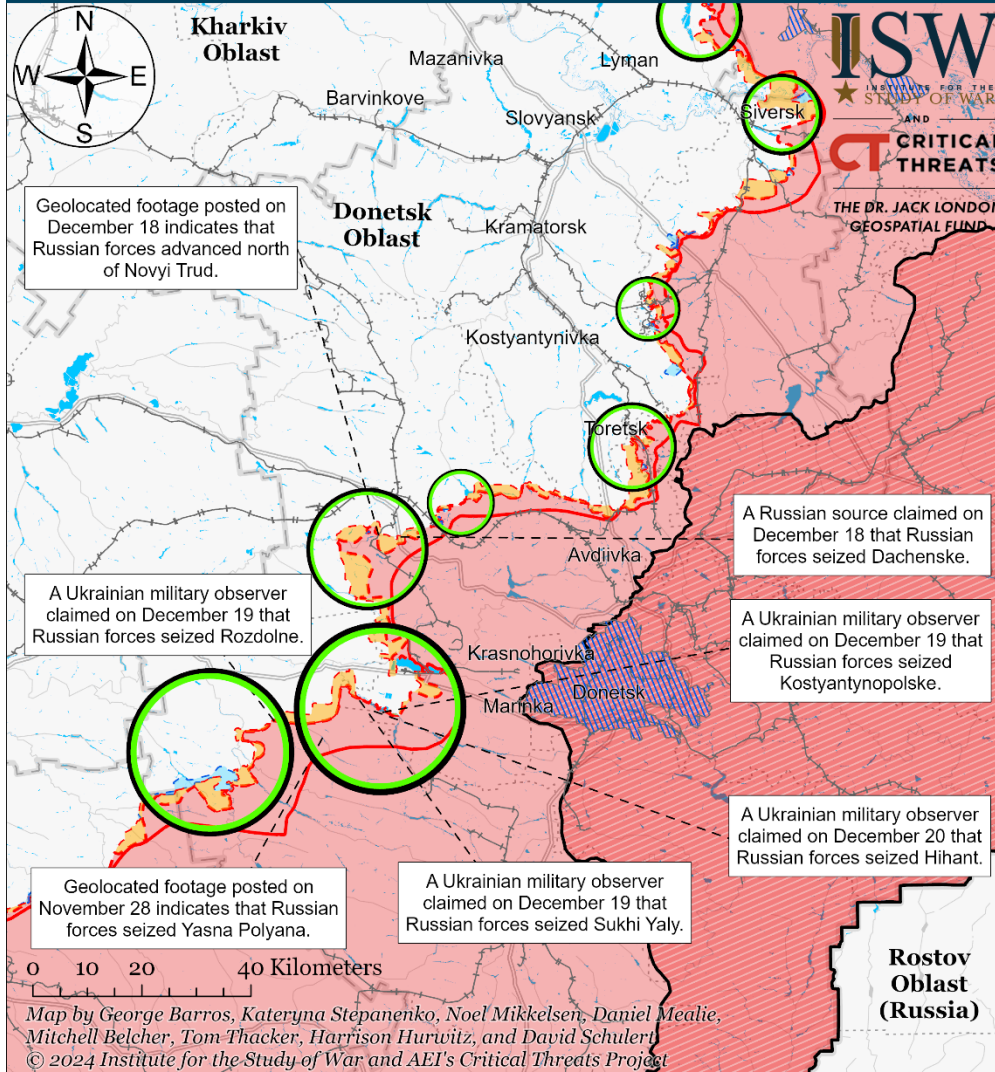 N
W
E
S
Kharkiv
Oblast
Mazanivka
Lyman
Barvinkove
Slovyansk
Siversk
ISW
INSTITUTE FOR THE
STUDY OF WAR
AND
CT CRITICAL
THREATS
THE DR. JACK LONDON
GEOSPATIAL FUND
Geolocated footage posted on
December 18 indicates that
Russian forces advanced north
of Novyi Trud.
Donetsk
Oblast
Kramatorsk
Kostyantynivka
Toretsk
Avdiivka
A Russian source claimed on
December 18 that Russian
forces seized Dachenske.
A Ukrainian military observer
claimed on December 19 that
Russian forces seized Rozdolne.
A Ukrainian military observer
claimed on December 19 that
Russian forces seized
Kostyantynopolske.
Krasnohorivka
Marinka
Donetsk
A Ukrainian military observer
claimed on December 20 that
Russian forces seized Hihant.
Geolocated footage posted on
November 28 indicates that Russian
forces seized Yasna Polyana.
A Ukrainian military observer
claimed on December 19 that
Russian forces seized Sukhi Yaly.
Rostov
Oblast
(Russia)
0 10 20 40 Kilometers
Map by George Barros, Kateryna Stepanenko, Noel Mikkelsen, Daniel Mealie,
Mitchell Belcher, Tom Thacker, Harrison Hurwitz, and David Schulert
© 2024 Institute for the Study of War and AEI's Critical Threats Project